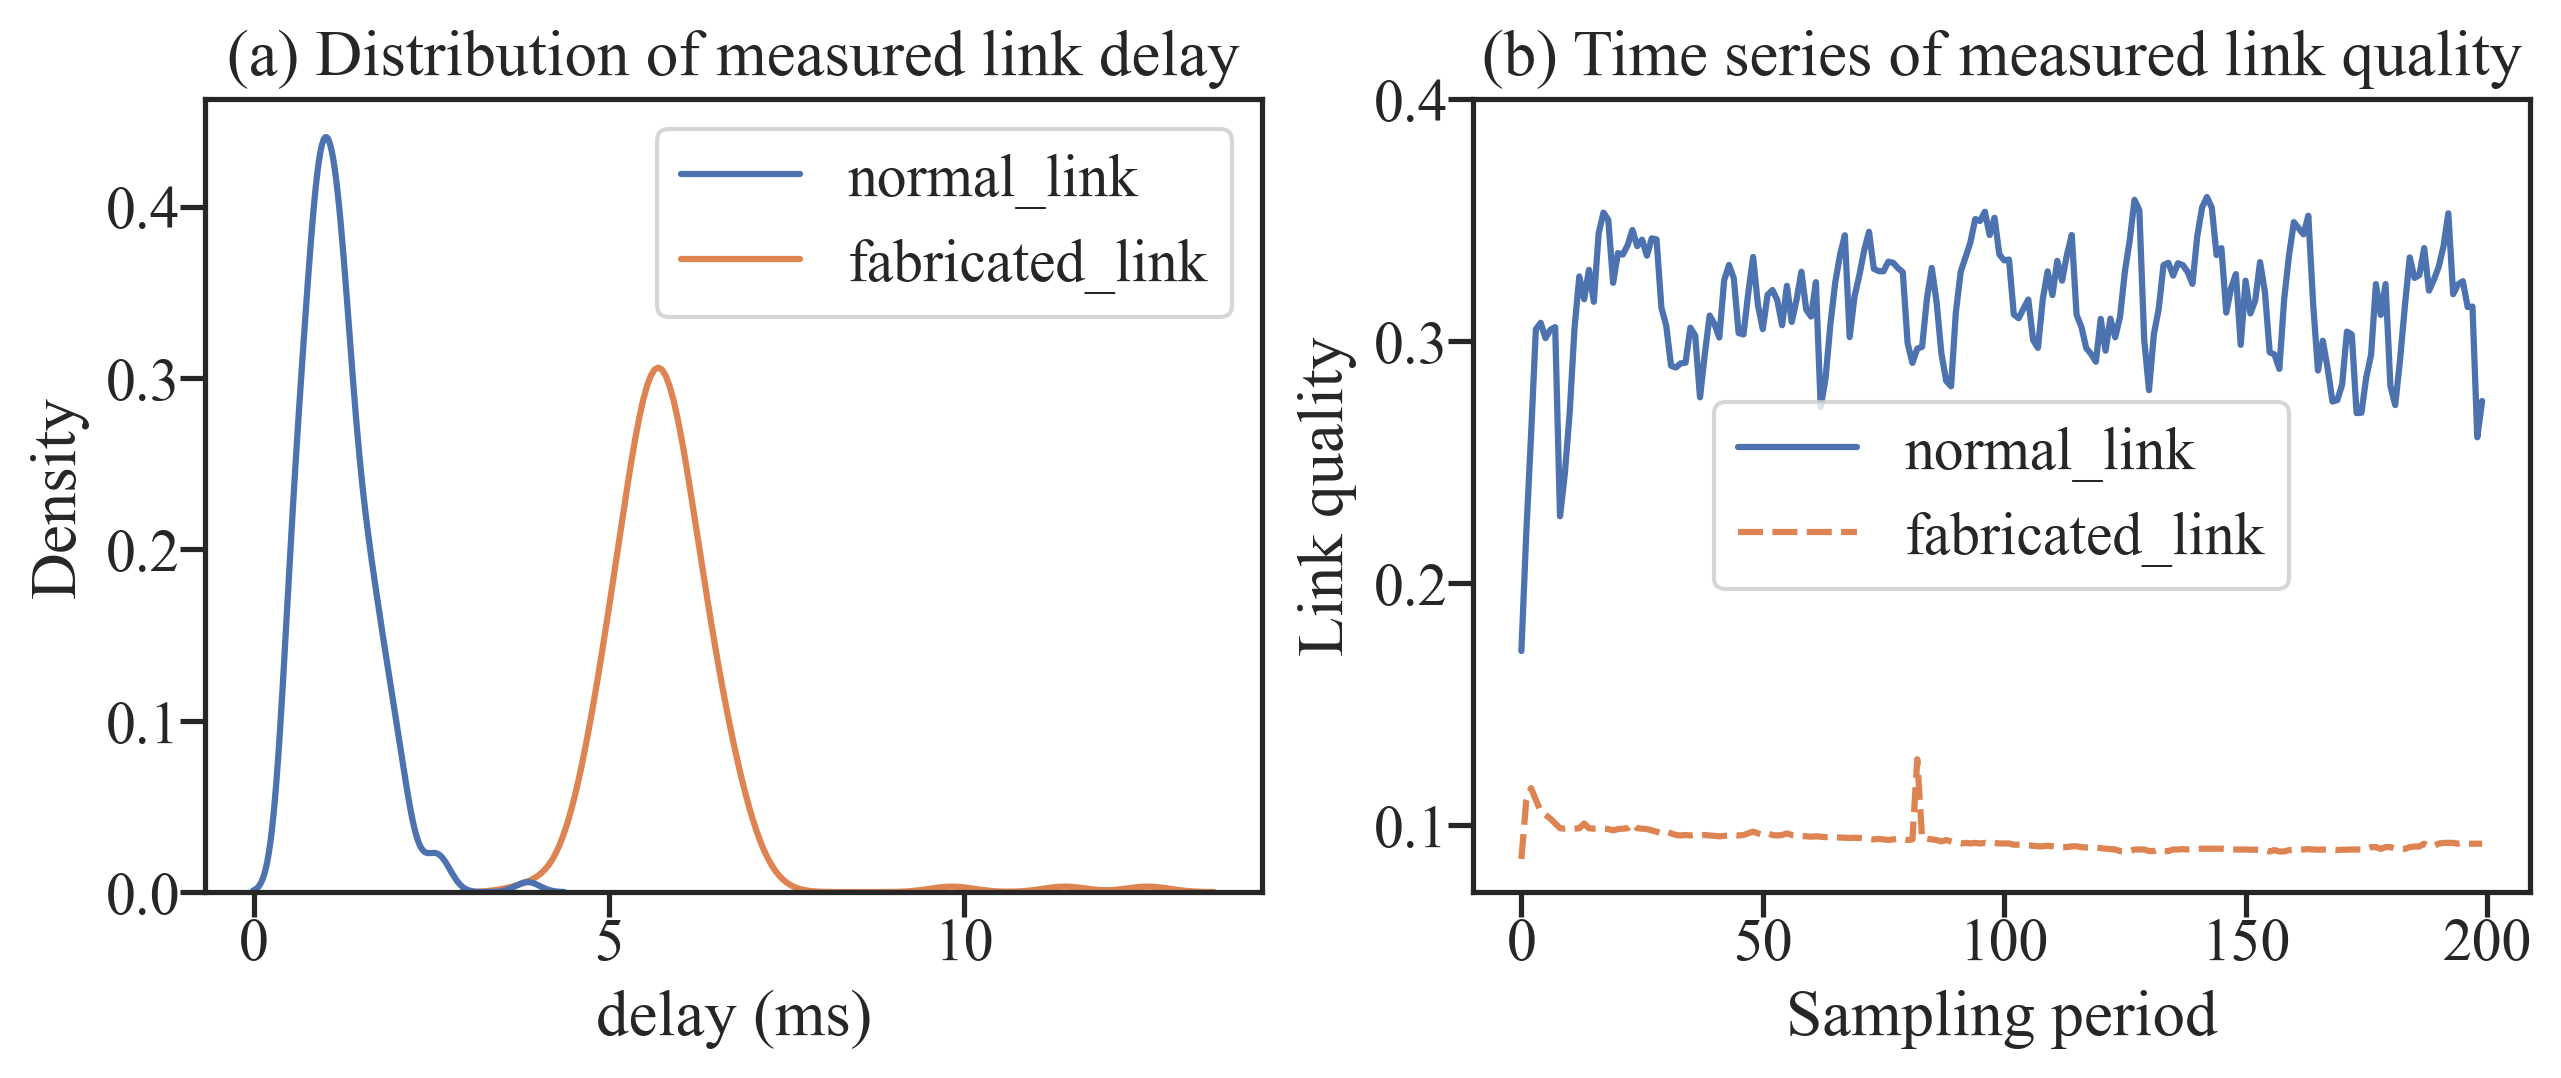 (a) Distribution of measured link delay
Density
0.4
0.3
0.2
0.1
0.0
0 5 10
delay (ms)
normal_link
fabricated_link
(b) Time series of measured link quality
Link quality
0.4
0.3
0.2
0.1
0 50 100 150 200
Sampling period
normal_link
fabricated_link